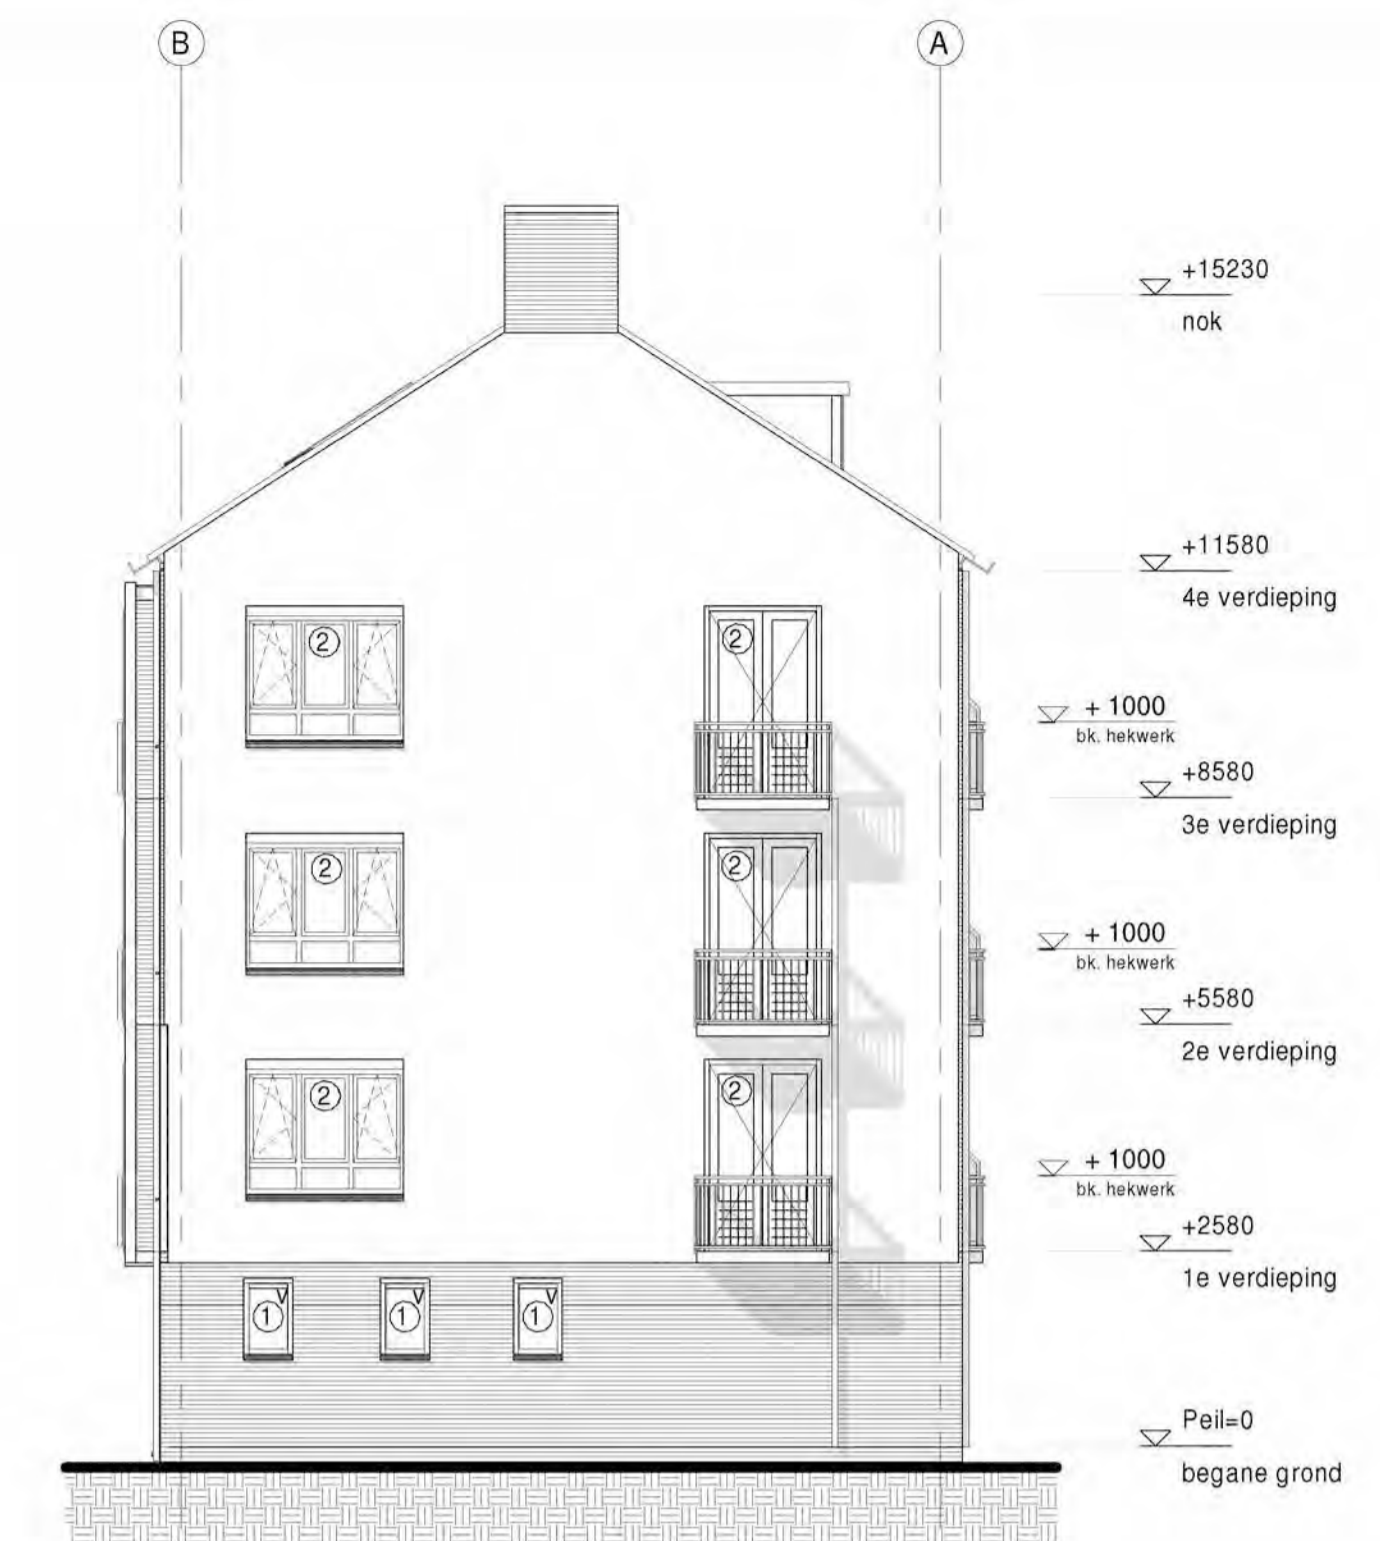 B
A
+15230
nok
+11580
4e verdieping
2
2
+ 1000
bk. hekwerk
+8580
3e verdieping
2
2
+ 1000
bk. hekwerk
+5580
2e verdieping
2
2
+ 1000
bk. hekwerk
+2580
1e verdieping
V
V
V
1
1
1
Peil=0
begane grond